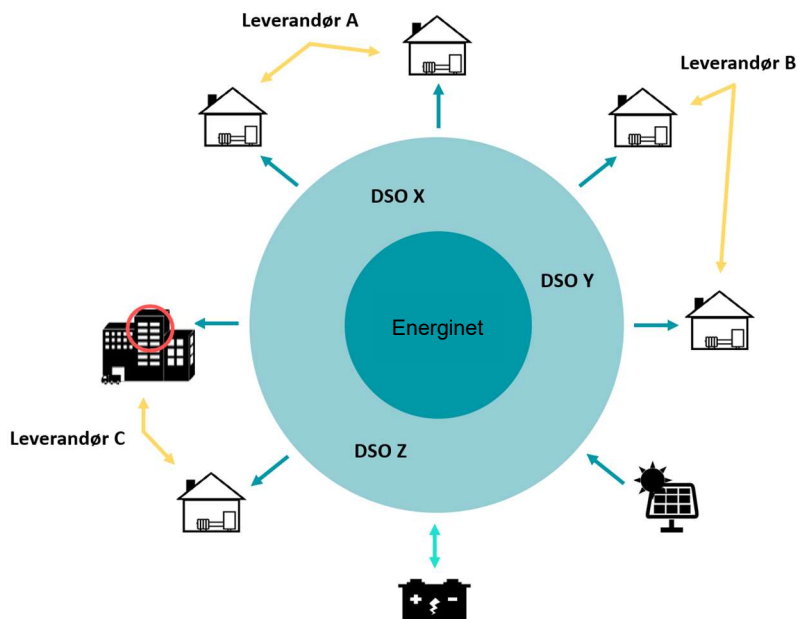 Leverandør A
Leverandør B
DSO X
DSO Y
Energinet
Leverandør C
DSO Z
+ -